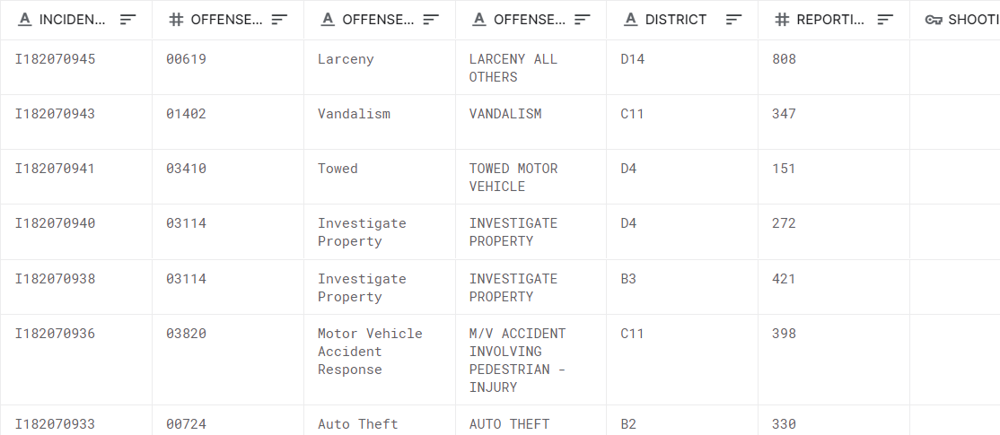 INCIDEN... OFFENSE... OFFENSE... OFFENSE... DISTRICT REPORTI... SHOOTI
I182070945 00619 Larceny LARCENY ALL D14 808
OTHERS
I182070943 01402 Vandalism VANDALISM C11 347
I182070941 03410 Towed TOWED MOTOR D4 151
VEHICLE
I182070940 03114 Investigate INVESTIGATE D4 272
Property PROPERTY
I182070938 03114 Investigate INVESTIGATE B3 421
Property PROPERTY
I182070936 03820 Motor Vehicle M/V ACCIDENT C11 398
Accident INVOLVING
Response PEDESTRIAN -
INJURY
I182070933 00724 Auto Theft AUTO THEFT B2 330